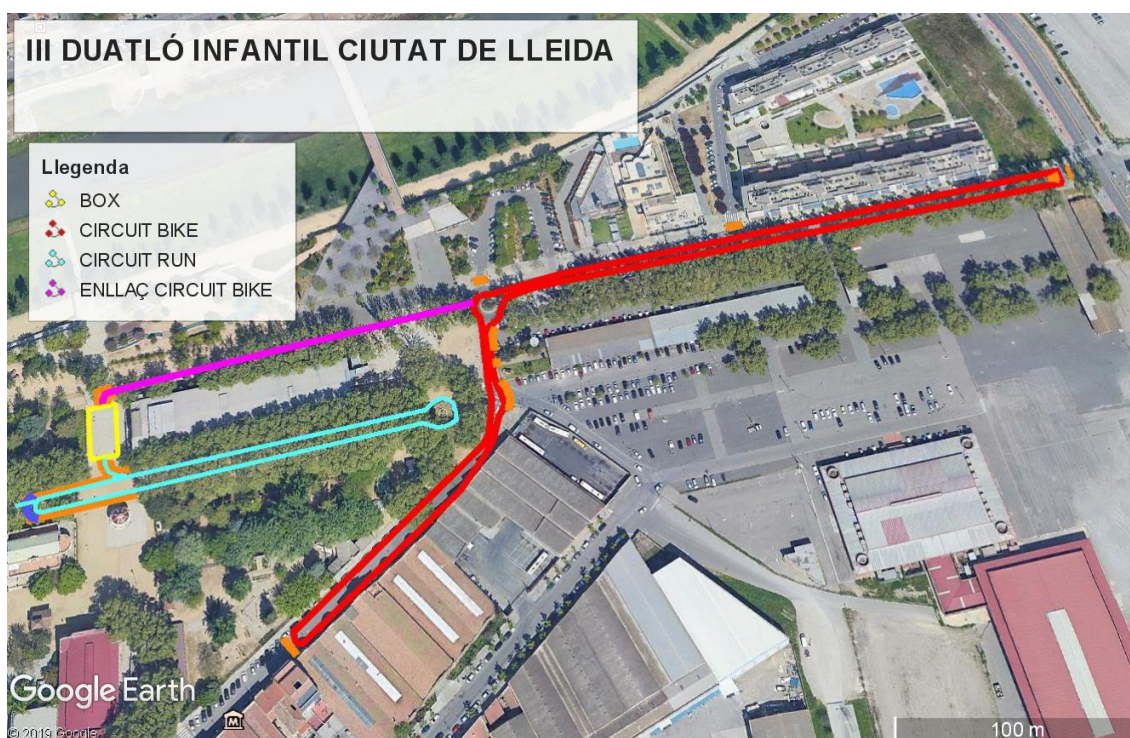 III DUATLÓ INFANTIL CIUTAT DE LLEIDA
Llegenda
BOX
CIRCUIT BIKE
CIRCUIT RUN
ENLLAÇ CIRCUIT BIKE
Google Earth
© 2019 Google
M
100 m